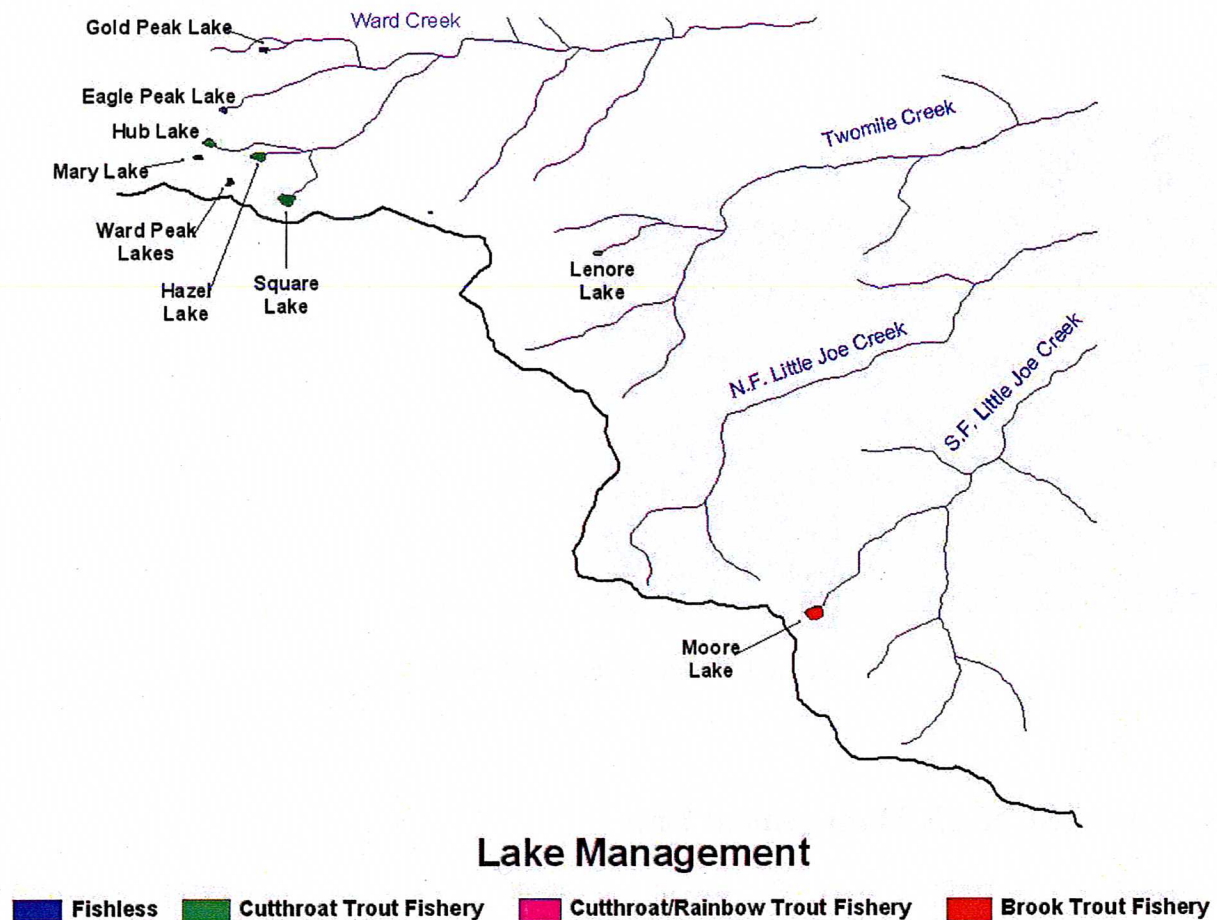 Gold Peak Lake
Ward Creek
Eagle Peak Lake
Hub Lake
Mary Lake
Ward Peak
Lakes
Hazel
Lake
Square
Lake
Twomile Creek
Lenore
Lake
N.F. Little Joe Creek
S.F. Little Joe Creek
Moore
Lake
Lake Management
Fishless
Cutthroat Trout Fishery
Cutthroat/Rainbow Trout Fishery
Brook Trout Fishery